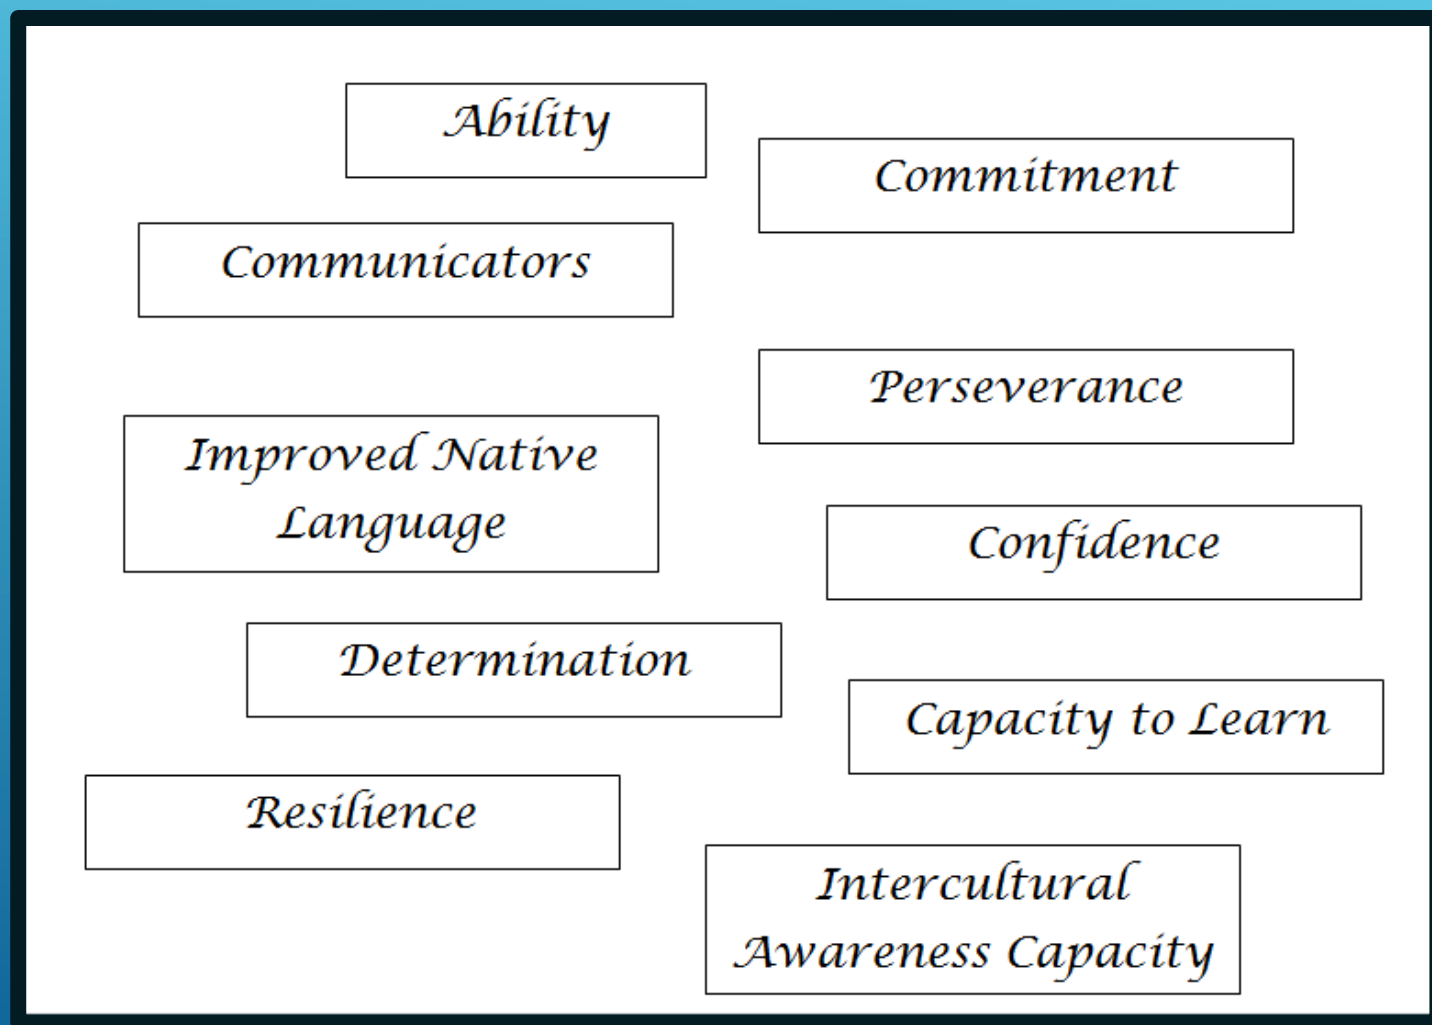 Ability
Commitment
Communicators
Perseverance
Improved Native
Language
Confidence
Determination
Capacity to Learn
Resilience
Intercultural
Awareness Capacity